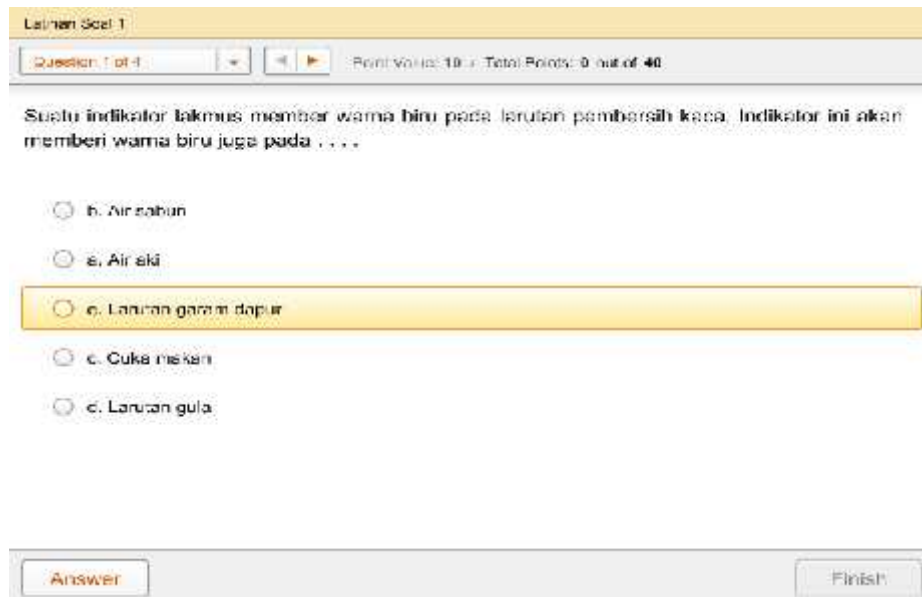 Latihan Soal 1
Question 1 of 4
Point Value: 10 / Total Points: 0 out of 40
Suatu indikator lakmus member warna biru pada larutan pembersih kaca. Indikator ini akan
memberi warna biru juga pada . . . .
b. Air sabun
a. Air aki
e. Larutan garam dapur
c. Cuka makan
d. Larutan gula
Answer
Finish